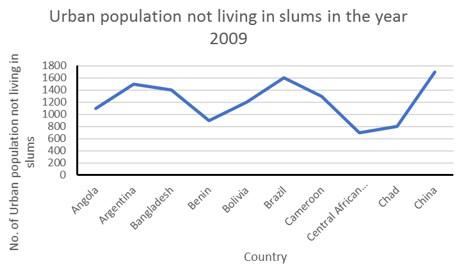 Urban population not living in slums in the year
2009
No. of Urban population not living in
slums
1800
1600
1400
1200
1000
800
600
400
200
0
Angola
Argentina
Bangladesh
Benin
Bolivia
Brazil
Cameroon
Central African...
Chad
China
Country